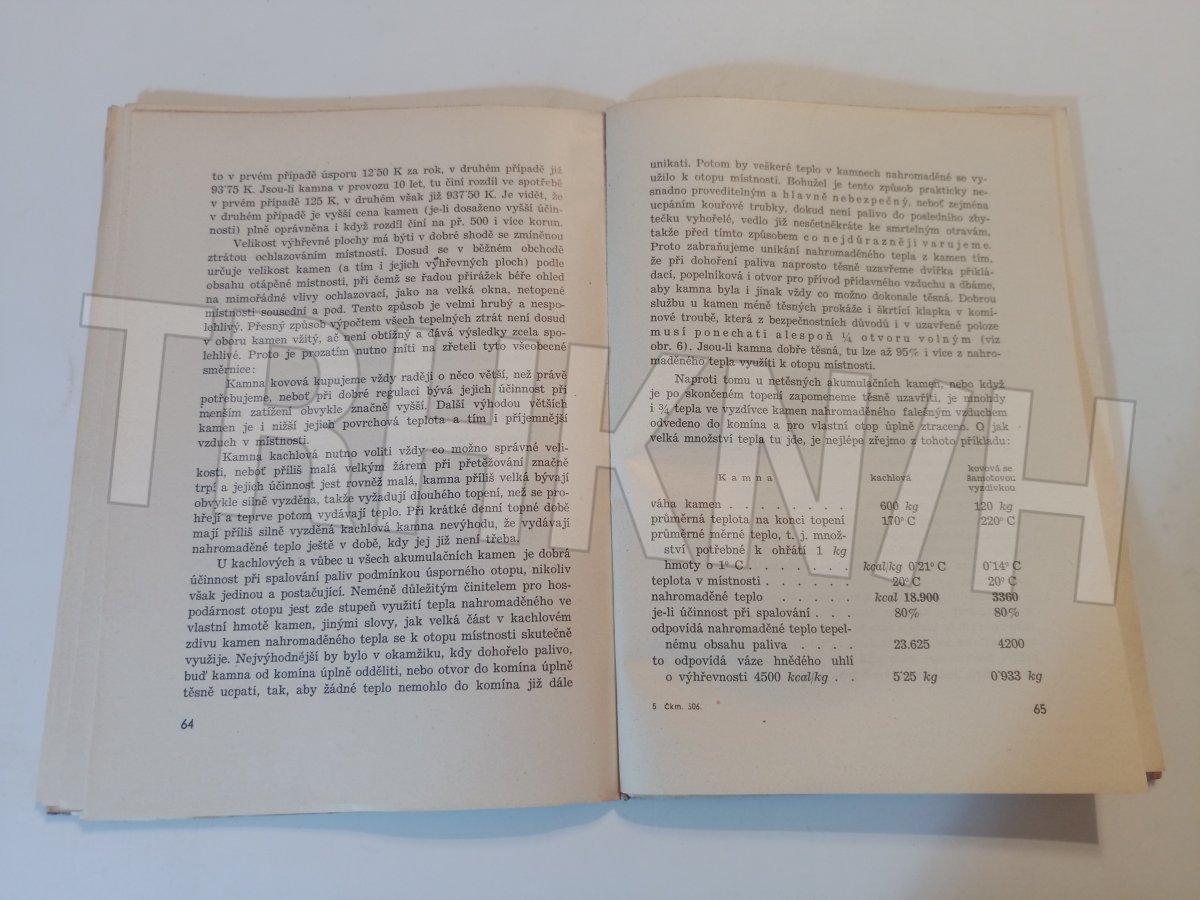 to v prvém případě úsporu 12˙50 K za rok, v druhém případě již
93˙75 K. Jsou-li kamna v provozu 10 let, tu činí rozdíl ve spotřebě
v prvém případě 125 K, v druhém však již 937˙50 K. Je vidět, že
v druhém případě je vyšší cena kamen (je-li dosaženo vyšší účin-
nosti) plně oprávněna i když rozdíl činí na př. 500 i více korun.
Velikost výhřevné plochy má býti v dobré shodě se zmíněnou
ztrátou ochlazováním místností. Dosud se v běžném obchodě
určuje velikost kamen (a tím i jejich výhřevných ploch) podle
obsahu otápěné místnosti, při čemž se řadou přirážek béře ohled
na mimořádné vlivy ochlazovací, jako na velká okna, netopené
místnosti sousední a pod. Tento způsob je velmi hrubý a nespo-
lehlivý. Přesný způsob výpočtem všech tepelných ztrát není dosud
v oboru kamen vžitý, ač není obtížný a dává výsledky zcela spo-
lehlivé. Proto je prozatím nutno míti na zřeteli tyto všeobecné
směrnice:
Kamna kovová kupujeme vždy raději o něco větší, než právě
potřebujeme, neboť při dobré regulaci bývá jejich účinnost při
menším zatížení obvykle značně vyšší. Další výhodou větších
kamen je i nižší jejich povrchová teplota a tím i příjemnější
vzduch v místnosti.
Kamna kachlová nutno voliti vždy co možno správné veli-
kosti, neboť příliš malá velkým žárem při přetěžování značně
trpí a jejich účinnost jest rovněž malá, kamna příliš velká bývají
obvykle silně vyzděna, takže vyžadují dlouhého topení, než se pro-
hřejí a teprve potom vydávají teplo. Při krátké denní topné době
mají příliš silně vyzděná kachlová kamna nevýhodu, že vydávají
nahromaděné teplo ještě v době, kdy jej již není třeba.
U kachlových a vůbec u všech akumulačních kamen je dobrá
účinnost při spalování paliv podmínkou úsporného otopu, nikoliv
však jedinou a postačující. Neméně důležitým činitelem pro hos-
podárnost otopu jest zde stupeň využití tepla nahromaděného ve
vlastní hmotě kamen, jinými slovy, jak velká část v kachlovém
zdivu kamen nahromaděného tepla se k otopu místnosti skutečně
využije. Nejvýhodnější by bylo v okamžiku, kdy dohořelo palivo,
buď kamna od komína úplně odděliti, nebo otvor do komína úplně
těsně ucpati, tak, aby žádné teplo nemohlo do komína již dále
64
unikati. Potom by veškeré teplo v kamnech nahromaděné se vy-
užilo k otopu místnosti. Bohužel je tento způsob prakticky ne-
snadno proveditelným a hlavně nebezpečný, neboť zejména
ucpáním kouřové trubky, dokud není palivo do posledního zby-
tečku vyhořelé, vedlo již nesčetněkráte ke smrtelným otravám,
takže před tímto způsobem co nejdůrazněji varujeme.
Proto zabraňujeme unikání nahromaděného tepla z kamen tím,
že při dohoření paliva naprosto těsně uzavřeme dvířka přiklá-
dací, popelníková i otvor pro přívod přídavného vzduchu a dbáme,
aby kamna byla i jinak vždy co možno dokonale těsná. Dobrou
službu u kamen méně těsných prokáže i škrtící klapka v komí-
nové troubě, která z bezpečnostních důvodů i v uzavřené poloze
musí ponechati alespoň ¼ otvoru volným (viz
obr. 6). Jsou-li kamna dobře těsná, tu lze až 95% i více z nahro-
maděného tepla využíti k otopu místnosti.
Naproti tomu u netěsných akumulačních kamen, nebo když
je po skončeném topení zapomeneme těsně uzavříti, je mnohdy
i ¾ tepla ve vyzdívce kamen nahromaděného falešným vzduchem
odvedeno do komína a pro vlastní otop úplně ztraceno. O jak
velká množství tepla tu jde, je nejlépe zřejmo z tohoto příkladu:
Kamna kachlová kovová se
šamotovou
vyzdívkou
váha kamen . . . . . . . . 600 kg 120 kg
průměrná teplota na konci topení 170° C 220° C
průměrné měrné teplo, t. j. množ-
ství potřebné k ohřátí 1 kg
hmoty o 1° C . . . . . . . kcal/kg 0˙21° C 0˙14° C
teplota v místnosti . . . . . . 20° C 20° C
nahromaděné teplo . . . . . kcal 18.900 3360
je-li účinnost při spalování . . . 80% 80%
odpovídá nahromaděné teplo tepel-
nému obsahu paliva . . . . 23.625 4200
to odpovídá váze hnědého uhlí
o výhřevnosti 4500 kcal/kg . . 5˙25 kg 0˙933 kg
5 Čkm. 306.
65
TREKNIH